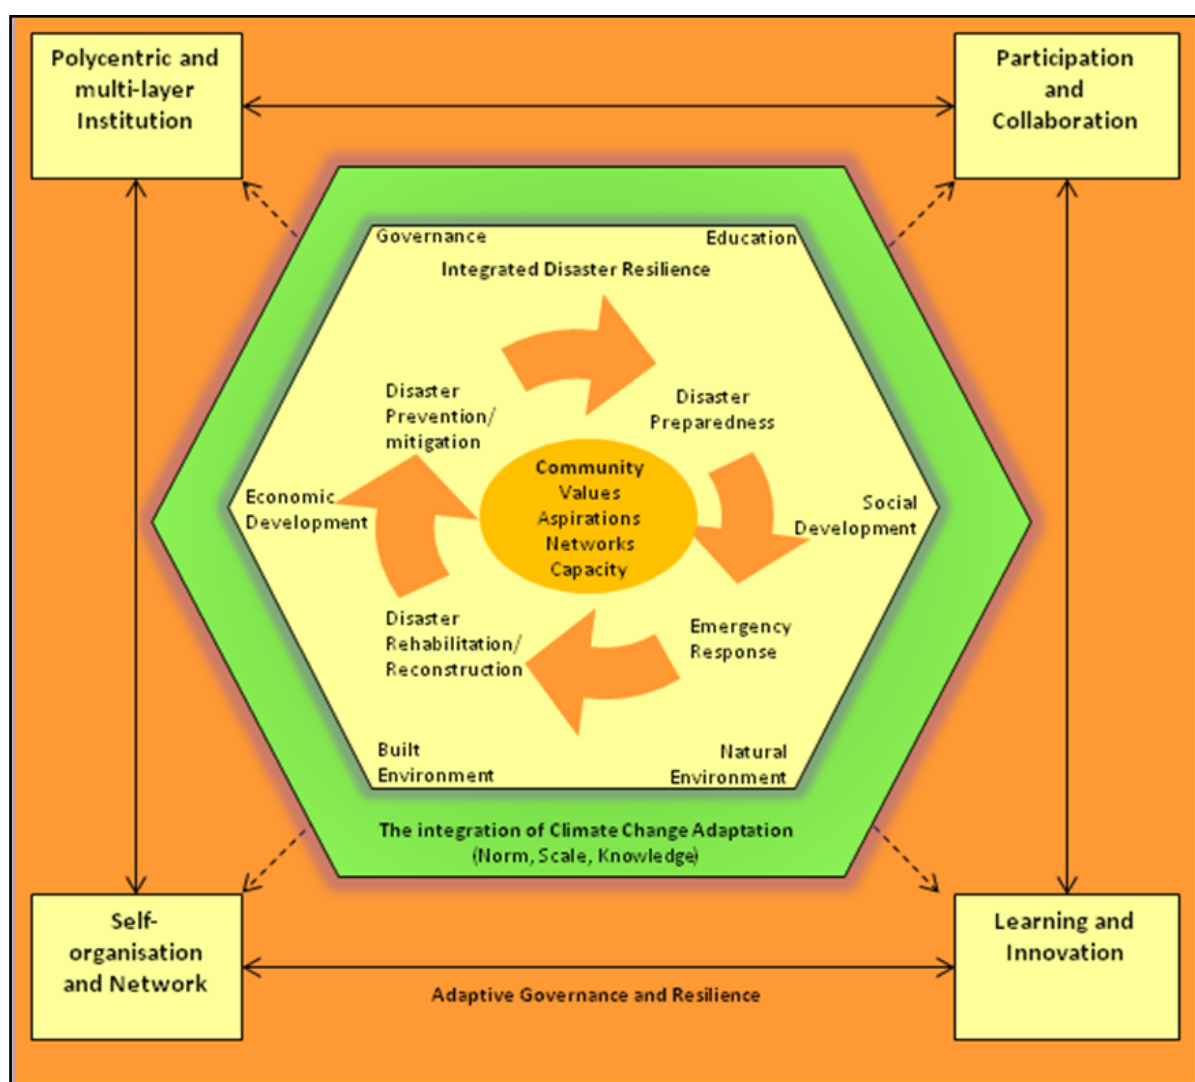 Polycentric and
multi-layer
Institution
Participation
and
Collaboration
Governance
Education
Integrated Disaster Resilience
Disaster
Prevention/
mitigation
Disaster
Preparedness
Community
Values
Aspirations
Networks
Capacity
Economic
Development
Social
Development
Disaster
Rehabilitation/
Reconstruction
Emergency
Response
Built
Environment
Natural
Environment
The integration of Climate Change Adaptation
(Norm, Scale, Knowledge)
Self-
organisation
and Network
Learning and
Innovation
Adaptive Governance and Resilience